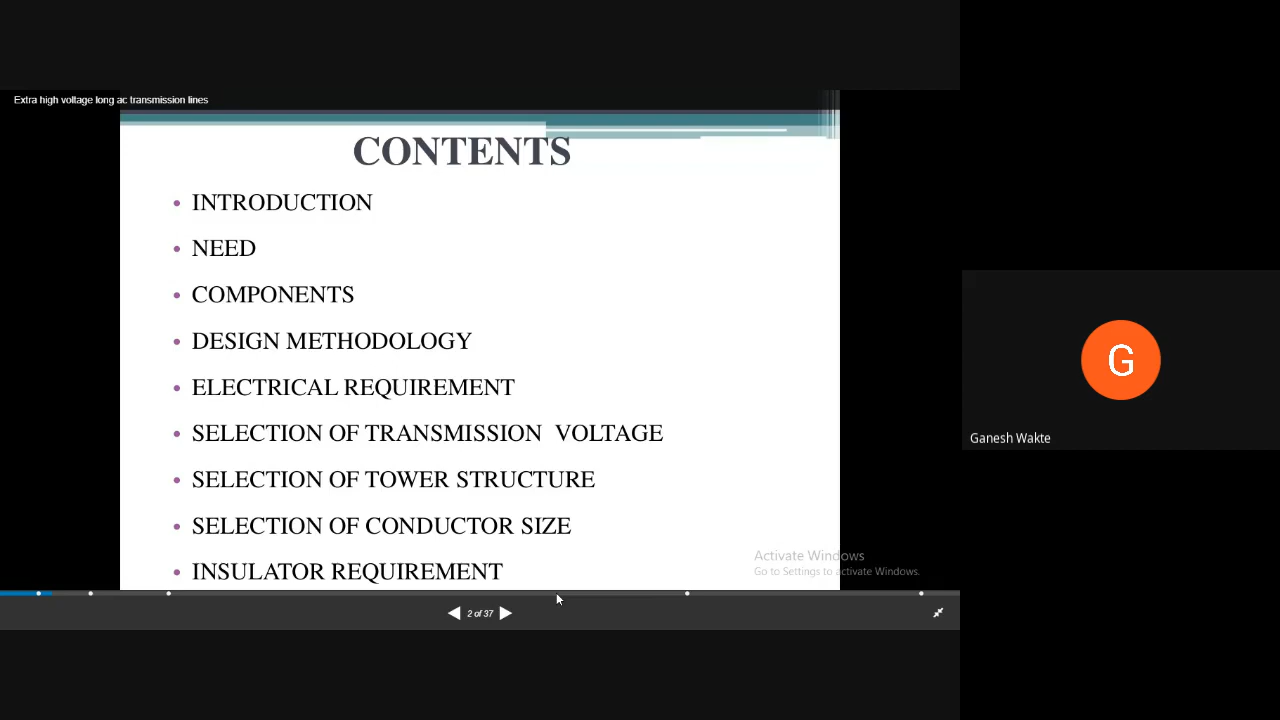 Extra high voltage long ac transmission lines
CONTENTS
• INTRODUCTION
• NEED
• COMPONENTS
• DESIGN METHODOLOGY
• ELECTRICAL REQUIREMENT
• SELECTION OF TRANSMISSION  VOLTAGE
• SELECTION OF TOWER STRUCTURE
• SELECTION OF CONDUCTOR SIZE
• INSULATOR REQUIREMENT
Activate Windows
Go to Settings to activate Windows.
2 of 37
G
Ganesh Wakte